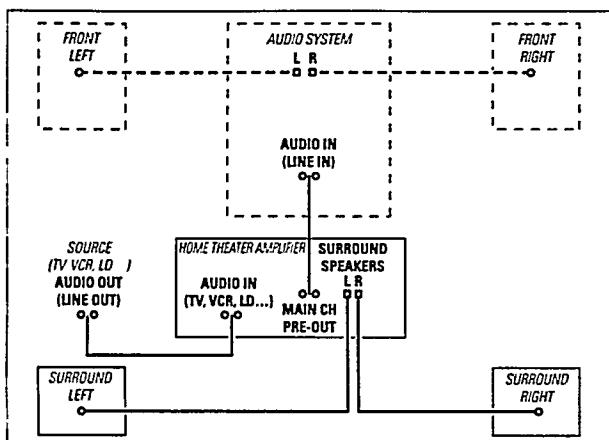 FRONT
LEFT
AUDIO SYSTEM
L R
FRONT
RIGHT
AUDIO IN
(LINE IN)
SOURCE
(TV VCR, LD )
AUDIO OUT
(LINE OUT)
HOME THEATER AMPLIFIER
AUDIO IN
(TV, VCR, LD...)
SURROUND
SPEAKERS
L R
MAIN CH
PRE-OUT
SURROUND
LEFT
SURROUND
RIGHT